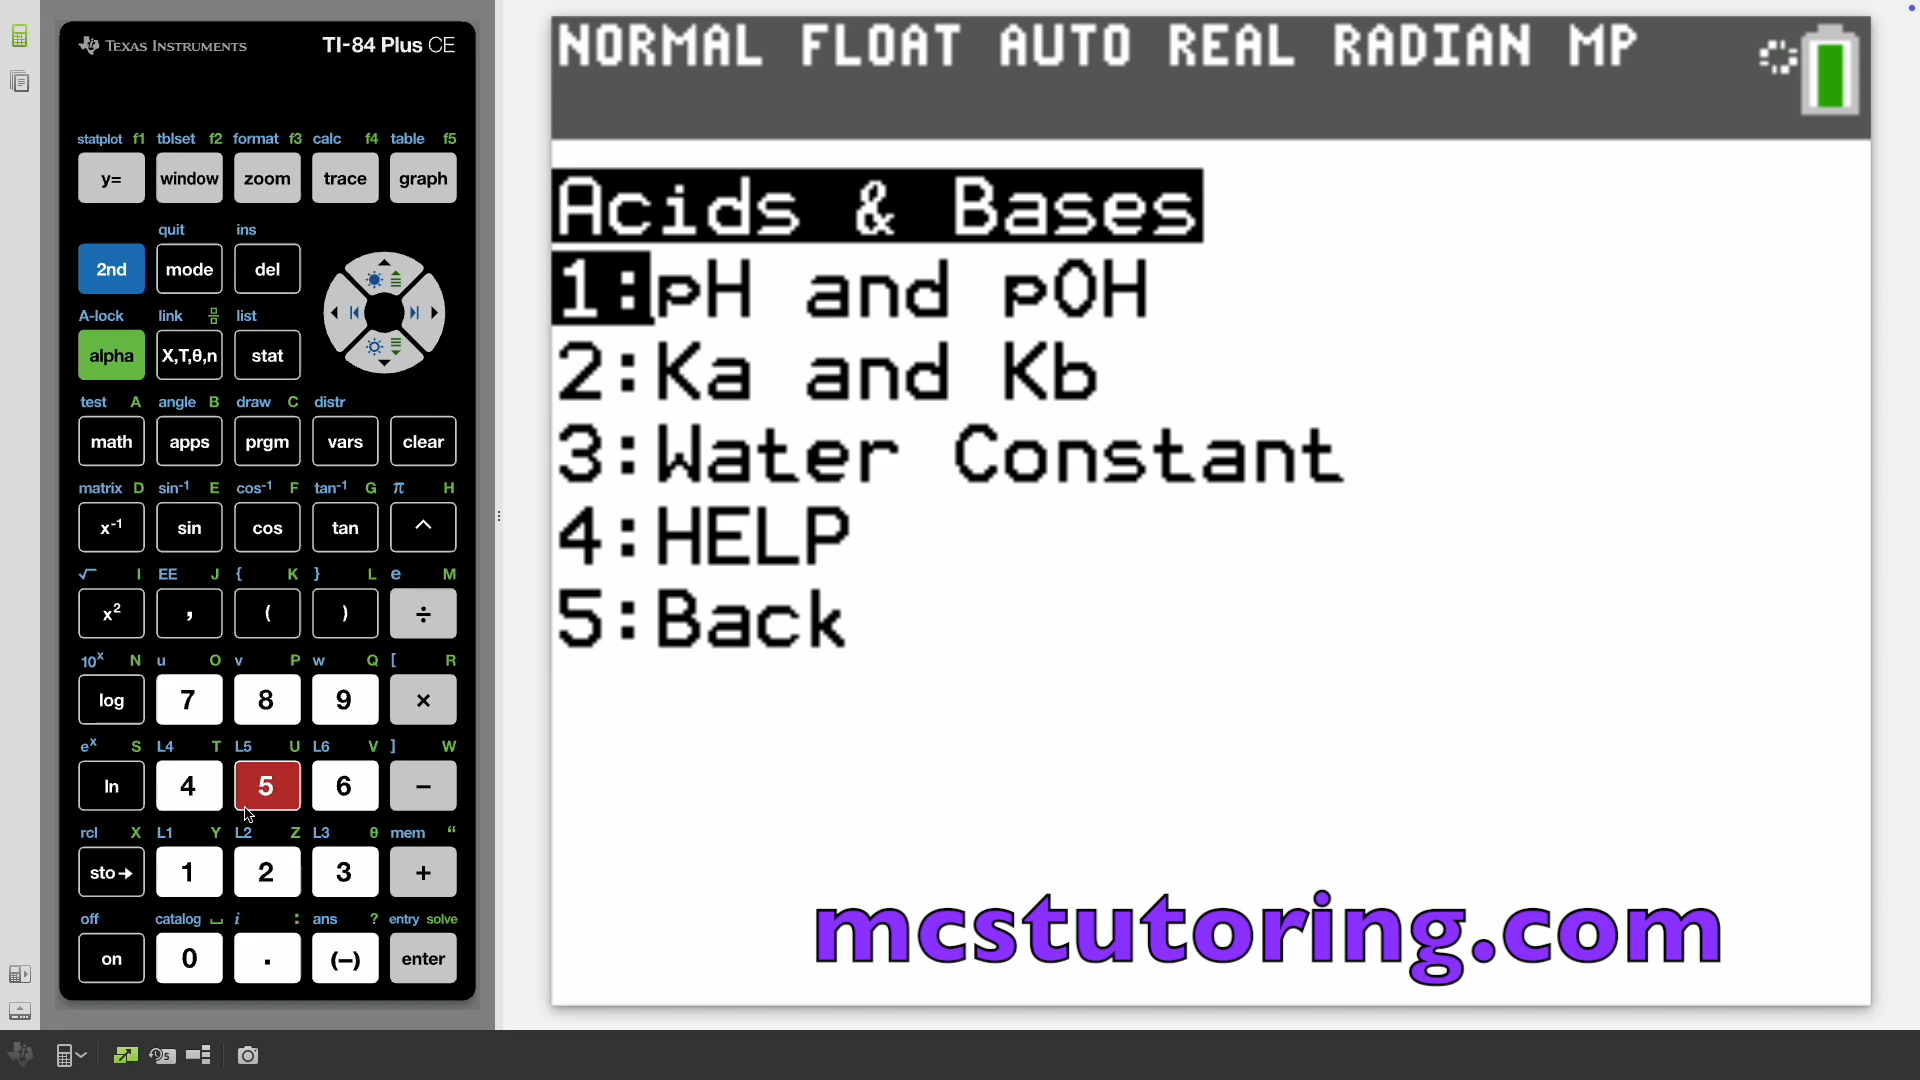 TEXAS INSTRUMENTS TI-84 Plus CE
statplot f1 tblset f2 format f3 calc f4 table f5
y= window zoom trace graph
quit ins
2nd mode del
A-lock link list
alpha X,T,θ,n stat
test A angle B draw C distr
math apps prgm vars clear
matrix D sin⁻¹ E cos⁻¹ F tan⁻¹ G π H
x⁻¹ sin cos tan ^
√ I EE J { K } L e M
x² , ( ) ÷
10ˣ N u O v P w Q [ R
log 7 8 9 ×
eˣ S L4 T L5 U L6 V ] W
ln 4 5 6 −
rcl X L1 Y L2 Z L3 θ mem “
sto→ 1 2 3 +
off catalog ⎵ i : ans ? entry solve
on 0 . (−) enter
NORMAL FLOAT AUTO REAL RADIAN MP
Acids & Bases
1:pH and pOH
2:Ka and Kb
3:Water Constant
4:HELP
5:Back
mcstutoring.com